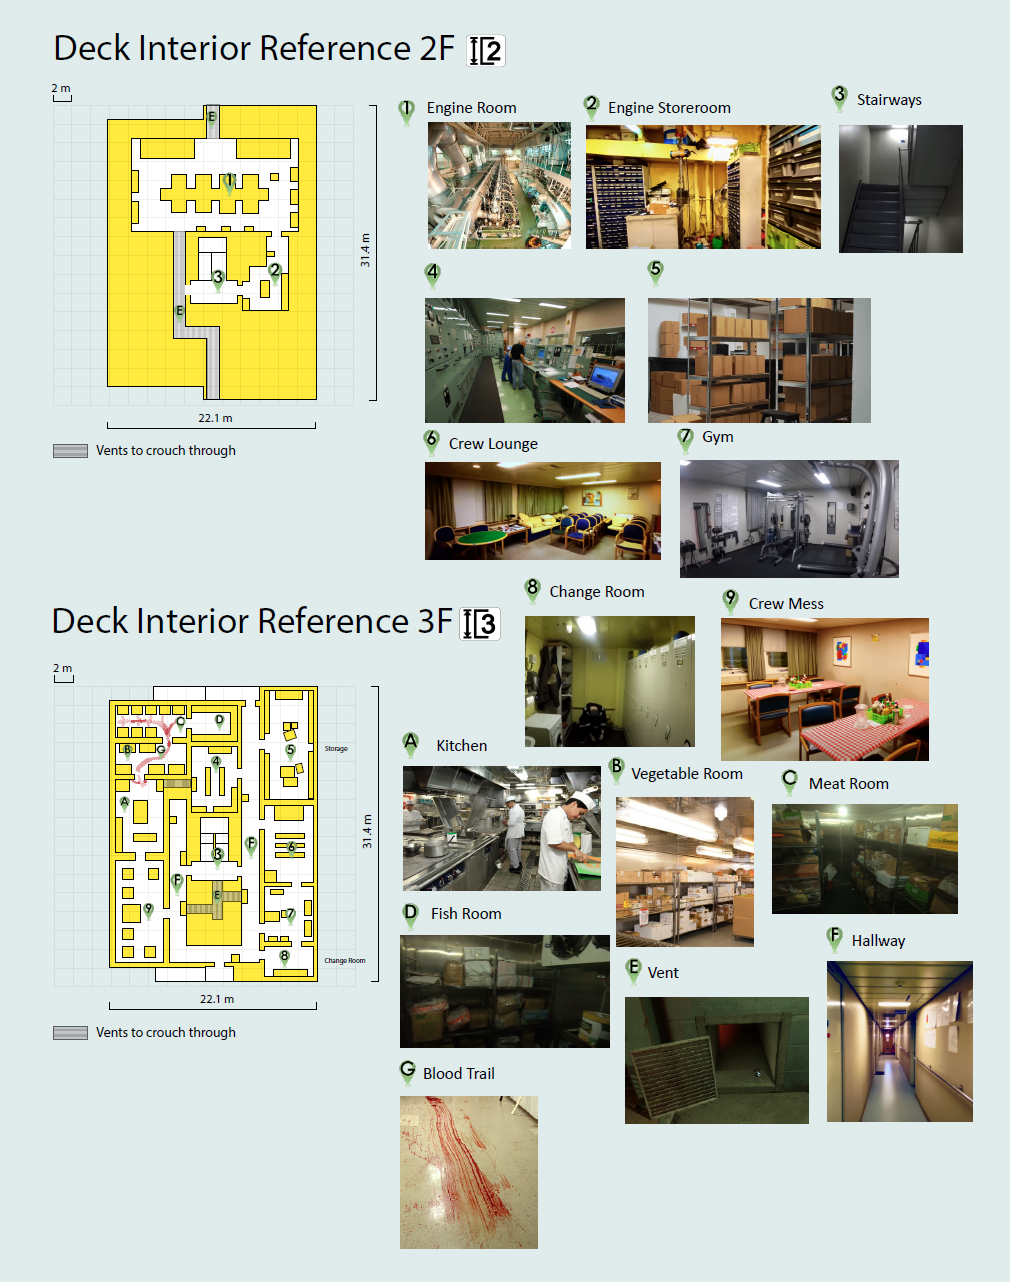 Deck Interior Reference 2F 2
2 m
E
1
2
3
E
31.4 m
22.1 m
Vents to crouch through
1 Engine Room
2 Engine Storeroom
3 Stairways
4
5
6 Crew Lounge
7 Gym
Deck Interior Reference 3F 3
2 m
C
D
B
G
4
5
Storage
A
F
3
6
F
E
9
7
8
Change Room
31.4 m
22.1 m
Vents to crouch through
8 Change Room
9 Crew Mess
A Kitchen
B Vegetable Room
C Meat Room
D Fish Room
E Vent
F Hallway
G Blood Trail